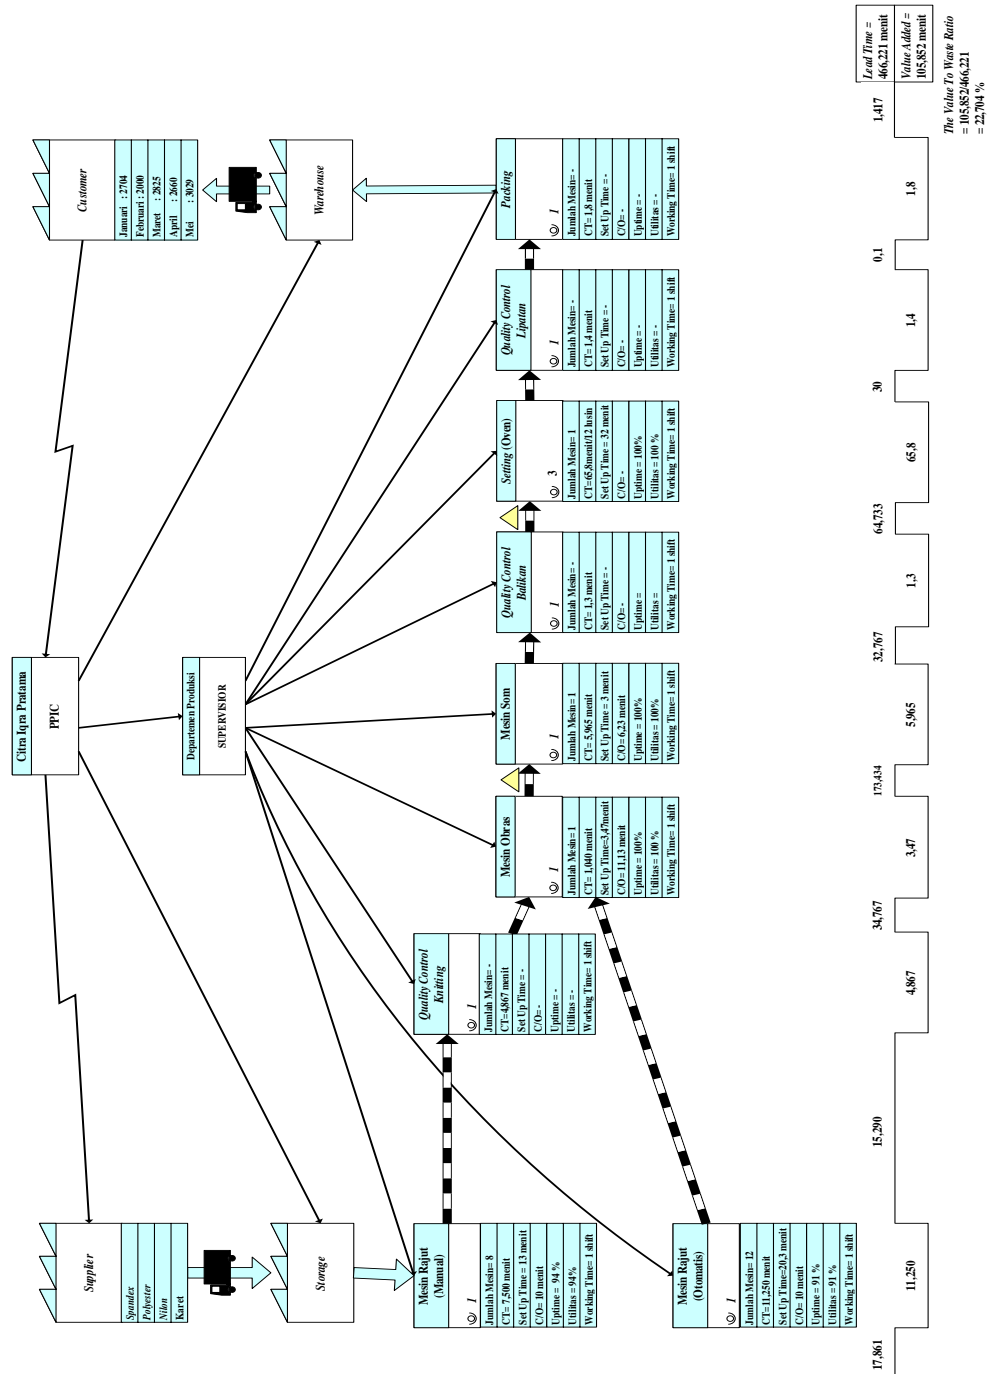 Citra Iqra Pratama
PPIC
Departemen Produksi
SUPERVISIOR
Supplier
Spandex
Polyester
Nilon
Karet
Storage
Customer
Januari : 2704
Februari : 2000
Maret : 2825
April : 2660
Mei : 3029
Warehouse
Mesin Rajut
(Manual)
1
Jumlah Mesin= 8
CT= 7,500 menit
Set Up Time = 13 menit
C/O= 10 menit
Uptime = 94 %
Utilitas = 94%
Working Time= 1 shift
Mesin Rajut
(Otomatis)
1
Jumlah Mesin= 12
CT=11,250 menit
Set Up Time=20,3 menit
C/O= 10 menit
Uptime = 91 %
Utilitas = 91 %
Working Time= 1 shift
Quality Control
Knitting
1
Jumlah Mesin= -
CT=4,867 menit
Set Up Time = -
C/O= -
Uptime = -
Utilitas = -
Working Time= 1 shift
Mesin Obras
1
Jumlah Mesin= 1
CT= 1,040 menit
Set Up Time=3,47menit
C/O= 11,13 menit
Uptime = 100%
Utilitas = 100 %
Working Time= 1 shift
Mesin Som
1
Jumlah Mesin= 1
CT= 5,965 menit
Set Up Time = 3 menit
C/O= 6,23 menit
Uptime = 100%
Utilitas = 100%
Working Time= 1 shift
Quality Control
Balikan
1
Jumlah Mesin= -
CT= 1,3 menit
Set Up Time = -
C/O= -
Uptime =
Utilitas =
Working Time= 1 shift
Setting (Oven)
3
Jumlah Mesin= 1
CT=65,8menit/12 lusin
Set Up Time = 32 menit
C/O= -
Uptime = 100%
Utilitas = 100 %
Working Time= 1 shift
Quality Control
Lipatan
1
Jumlah Mesin= -
CT= 1,4 menit
Set Up Time = -
C/O= -
Uptime = -
Utilitas = -
Working Time= 1 shift
Packing
1
Jumlah Mesin= -
CT= 1,8 menit
Set Up Time = -
C/O= -
Uptime = -
Utilitas = -
Working Time= 1 shift
17,861
11,250
15,290
4,867
34,767
3,47
173,434
5,965
32,767
1,3
64,733
65,8
30
1,4
0,1
1,8
1,417
Lead Time =
466,221 menit
Value Added =
105,852 menit
The Value To Waste Ratio
= 105,852/466,221
= 22,704 %